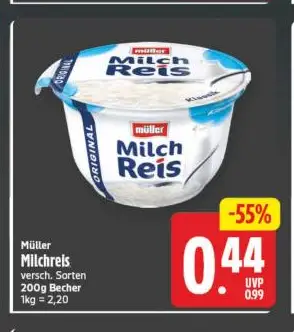 müller
Milch
Reis
ORIGINAL
Klassik
müller
Milch
Reis
ORIGINAL
-55%
Müller
Milchreis
versch. Sorten
200g Becher
1kg = 2,20
0.44
UVP
0.99